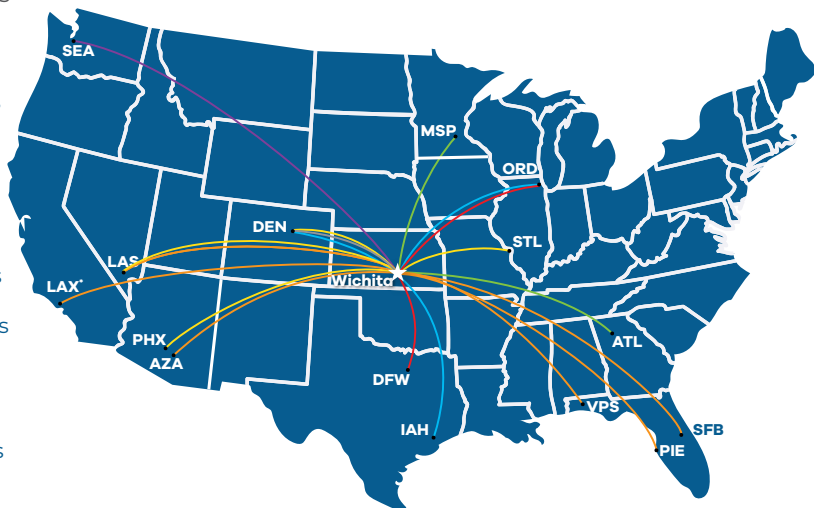 SEA
MSP
ORD
DEN
STL
LAS
Wichita
LAX*
s
PHX
ATL
AZA
DFW
VPS
IAH
SFB
PIE
s